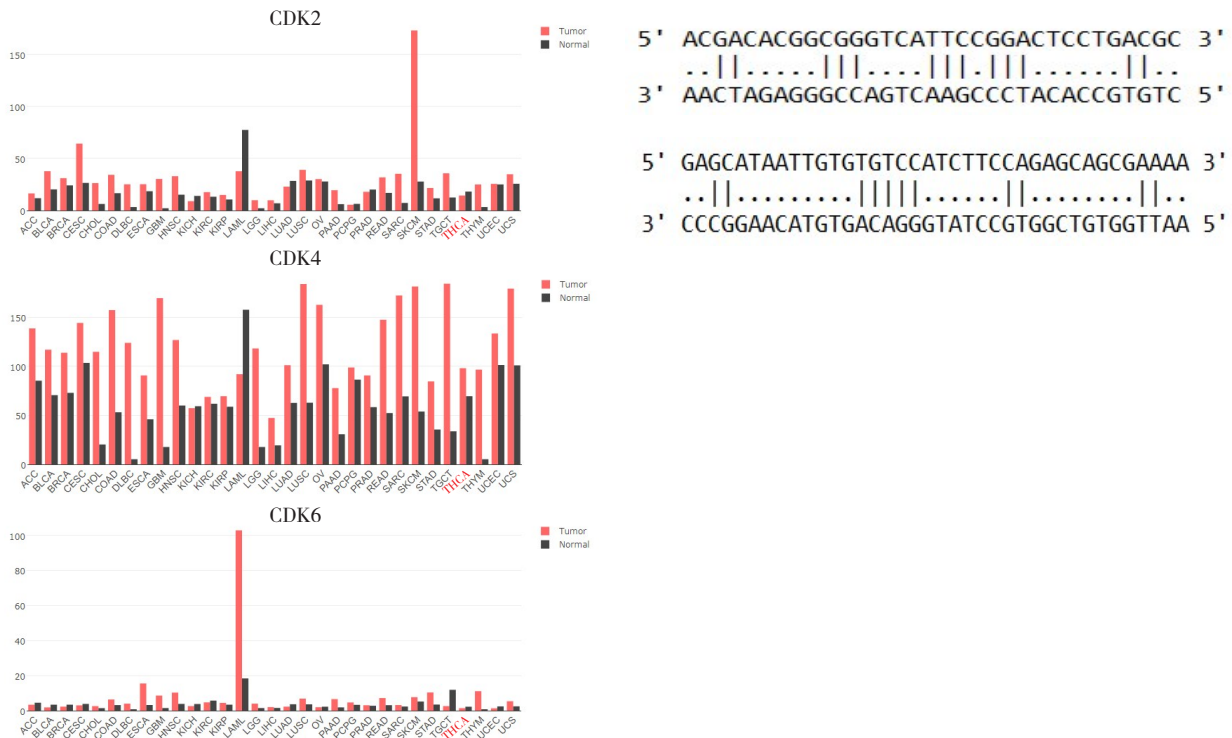 CDK2
Tumor
Normal
150
100
50
0
ACC BLCA BRCA CESC CHOL COAD DLBC ESCA GBM HNSC KICH KIRC KIRP LAML LGG LIHC LUAD LUSC OV PAAD PCPG PRAD READ SARC SKCM STAD TGCT THCA THYM UCEC UCS
CDK4
Tumor
Normal
150
100
50
0
ACC BLCA BRCA CESC CHOL COAD DLBC ESCA GBM HNSC KICH KIRC KIRP LAML LGG LIHC LUAD LUSC OV PAAD PCPG PRAD READ SARC SKCM STAD TGCT THCA THYM UCEC UCS
CDK6
Tumor
Normal
100
80
60
40
20
0
ACC BLCA BRCA CESC CHOL COAD DLBC ESCA GBM HNSC KICH KIRC KIRP LAML LGG LIHC LUAD LUSC OV PAAD PCPG PRAD READ SARC SKCM STAD TGCT THCA THYM UCEC UCS
5' ACGACACGGCGGGTCATTCCGGACTCCTGACGC 3'
..||.....|||....|||.|||......||..
3' AACTAGAGGGCCAGTCAAGCCCTACACCGTGTC 5'
5' GAGCATAATTGTGTGTCCATCTTCCAGAGCAGCGAAAA 3'
..||.........|||||......||........||..
3' CCCGGAACATGTGACAGGGTATCCGTGGCTGTGGTTAA 5'